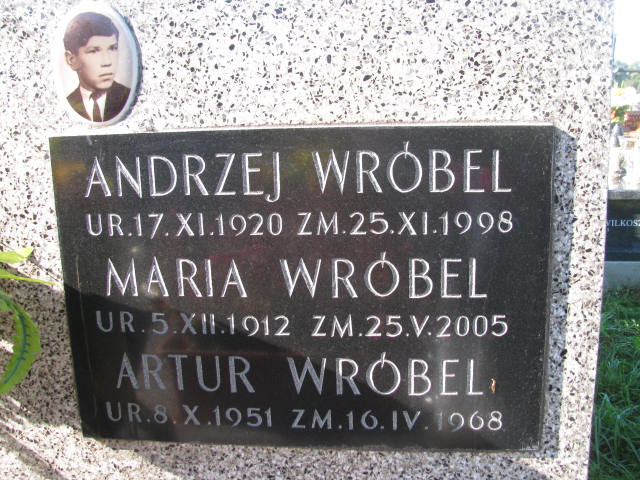 ANDRZEJ WRÓBEL
UR.17.XI.1920 ZM.25.XI.1998
MARIA WRÓBEL
UR.5.XII.1912 ZM.25.V.2005
ARTUR WRÓBEL
UR.8.X.1951 ZM.16.IV.1968